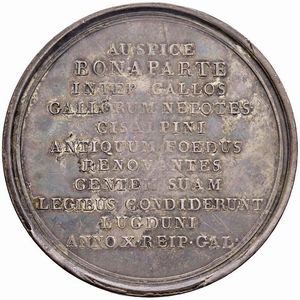 AUSPICE
BONAPARTE
INTER GALLOS
GALLORUM NEPOTES
CISALPINI
ANTIQUUM FOEDUS
RENOVANTES
GENTEM SUAM
LEGIBUS CONDIDERUNT
LUGDUNI
ANNO X·REIP·GAL·